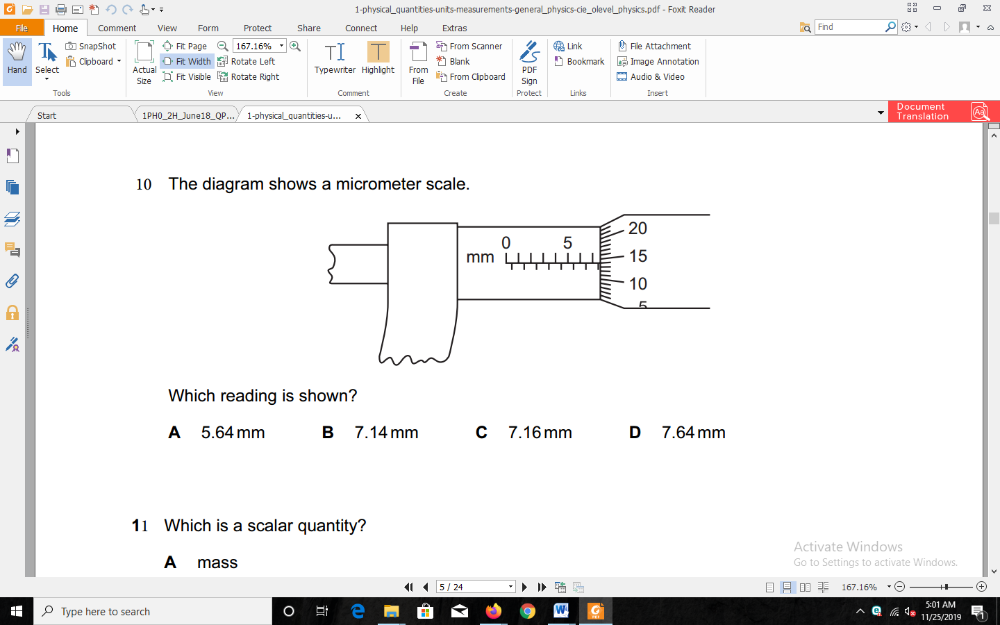 1-physical_quantities-units-measurements-general_physics-cie_olevel_physics.pdf - Foxit Reader
File Home Comment View Form Protect Share Connect Help Extras Find
Hand
Select
Tools
SnapShot
Clipboard
Actual Size
Fit Page
Fit Width
Fit Visible
167.16%
Rotate Left
Rotate Right
View
Typewriter
Highlight
Comment
From File
From Scanner
Blank
From Clipboard
Create
PDF Sign
Protect
Link
Bookmark
Links
File Attachment
Image Annotation
Audio & Video
Insert
Start
1PH0_2H_June18_QP...
1-physical_quantities-u...
Document
Translation
10 The diagram shows a micrometer scale.
0 5
mm
20
15
10
5
Which reading is shown?
A 5.64 mm B 7.14 mm C 7.16 mm D 7.64 mm
11 Which is a scalar quantity?
A mass
Activate Windows
Go to Settings to activate Windows.
5 / 24
167.16%
Type here to search
5:01 AM
11/25/2019